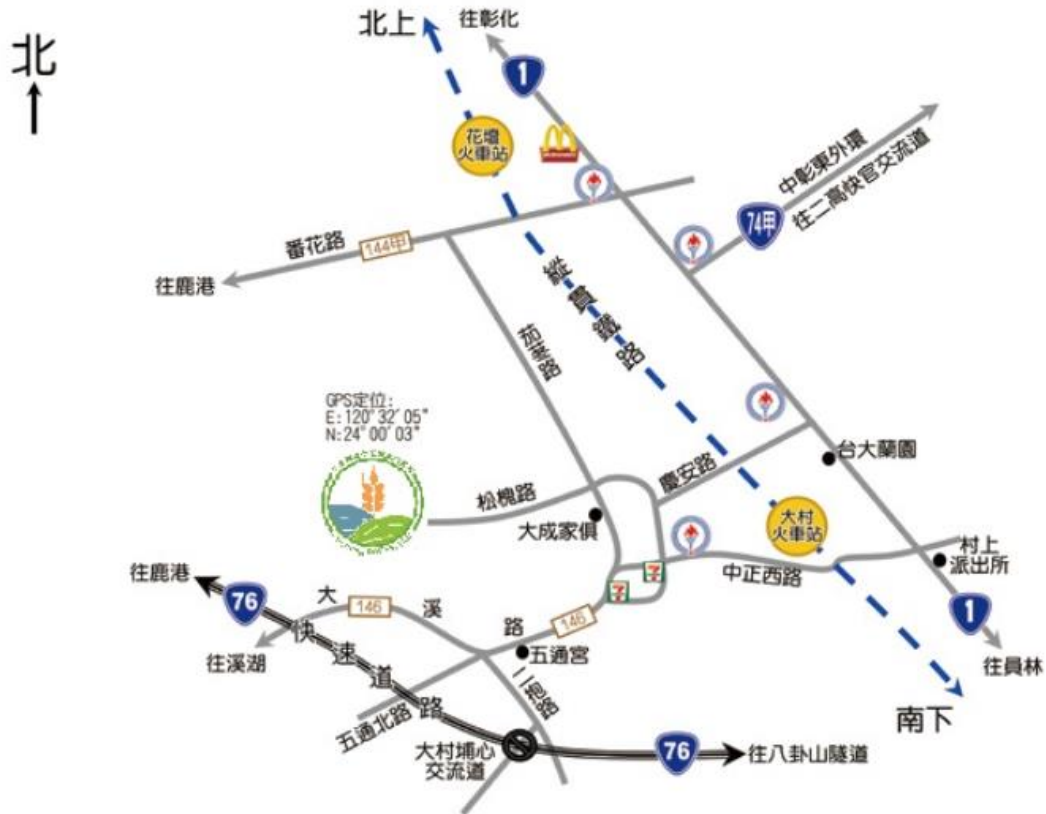 往彰化
北上
北
1
花壇
火車站
中彰東外環
往二高快官交流道
74甲
番花路
144甲
往鹿港
縱貫鐵路
茄苳路
GPS定位:
E:120°32'05"
N:24°00'03"
慶安路
台大蘭園
松槐路
大成家俱
大村
火車站
村上
派出所
中正西路
7
7
往鹿港
76
大溪路
146
146
1
往溪湖
快速道路
五通宮
二抱路
往員林
五通北路
南下
大村埔心
交流道
76
往八卦山隧道